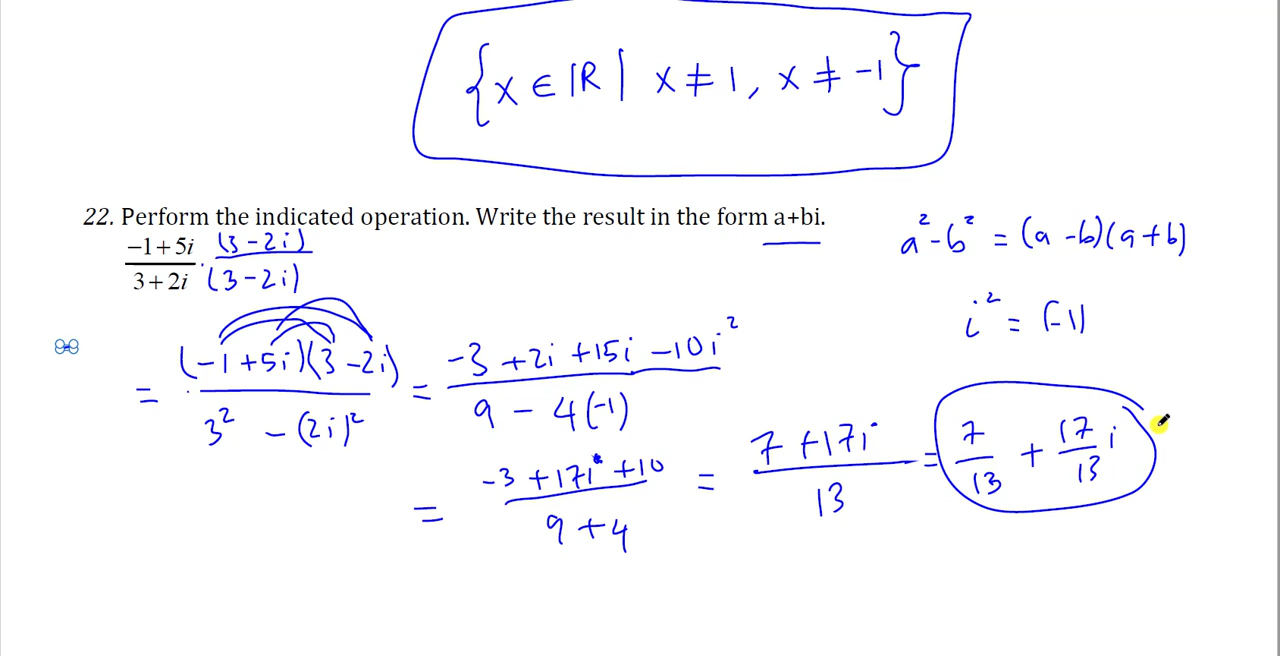 {x ∈ ℝ | x ≠ 1, x ≠ -1}
22. Perform the indicated operation. Write the result in the form a+bi.
a² - b² = (a - b)(a + b)
(-1+5i)/(3+2i) · (3-2i)/(3-2i)
i² = (-1)
= (-1+5i)(3-2i)/(3² - (2i)²) = (-3 + 2i + 15i - 10i²)/(9 - 4(-1))
= (-3 + 17i + 10)/(9 + 4) = (7 + 17i)/13 = 7/13 + 17/13 i